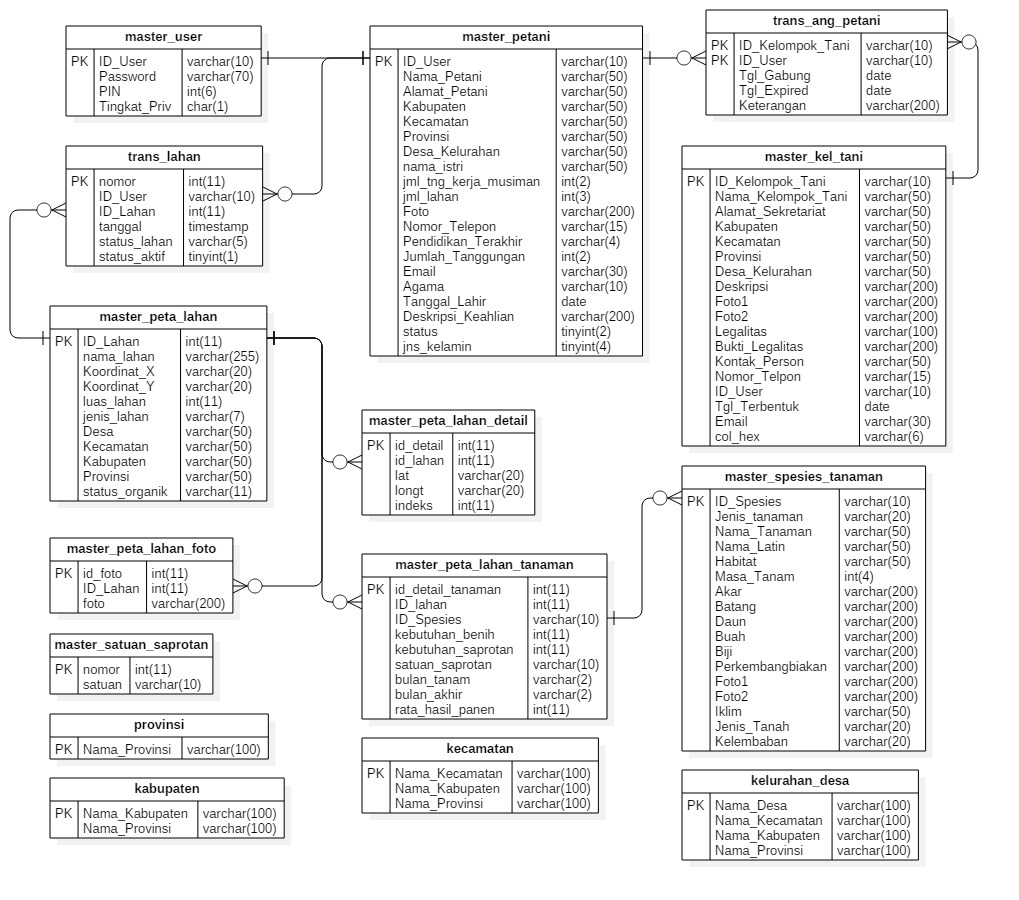 master_user
PK ID_User varchar(10)
Password varchar(70)
PIN int(6)
Tingkat_Priv char(1)
master_petani
PK ID_User varchar(10)
Nama_Petani varchar(50)
Alamat_Petani varchar(50)
Kabupaten varchar(50)
Kecamatan varchar(50)
Provinsi varchar(50)
Desa_Kelurahan varchar(50)
nama_istri varchar(50)
jml_tng_kerja_musiman int(2)
jml_lahan int(3)
Foto varchar(200)
Nomor_Telepon varchar(15)
Pendidikan_Terakhir varchar(4)
Jumlah_Tanggungan int(2)
Email varchar(30)
Agama varchar(10)
Tanggal_Lahir date
Deskripsi_Keahlian varchar(200)
status tinyint(2)
jns_kelamin tinyint(4)
trans_ang_petani
PK ID_Kelompok_Tani varchar(10)
PK ID_User varchar(10)
Tgl_Gabung date
Tgl_Expired date
Keterangan varchar(200)
trans_lahan
PK nomor int(11)
ID_User varchar(10)
ID_Lahan int(11)
tanggal timestamp
status_lahan varchar(5)
status_aktif tinyint(1)
master_kel_tani
PK ID_Kelompok_Tani varchar(10)
Nama_Kelompok_Tani varchar(50)
Alamat_Sekretariat varchar(50)
Kabupaten varchar(50)
Kecamatan varchar(50)
Provinsi varchar(50)
Desa_Kelurahan varchar(50)
Deskripsi varchar(200)
Foto1 varchar(200)
Foto2 varchar(200)
Legalitas varchar(100)
Bukti_Legalitas varchar(200)
Kontak_Person varchar(50)
Nomor_Telpon varchar(15)
ID_User varchar(10)
Tgl_Terbentuk date
Email varchar(30)
col_hex varchar(6)
master_peta_lahan
PK ID_Lahan int(11)
nama_lahan varchar(255)
Koordinat_X varchar(20)
Koordinat_Y varchar(20)
luas_lahan int(11)
jenis_lahan varchar(7)
Desa varchar(50)
Kecamatan varchar(50)
Kabupaten varchar(50)
Provinsi varchar(50)
status_organik varchar(11)
master_peta_lahan_detail
PK id_detail int(11)
id_lahan int(11)
lat varchar(20)
longt varchar(20)
indeks int(11)
master_spesies_tanaman
PK ID_Spesies varchar(10)
Jenis_tanaman varchar(20)
Nama_Tanaman varchar(50)
Nama_Latin varchar(50)
Habitat varchar(50)
Masa_Tanam int(4)
Akar varchar(200)
Batang varchar(200)
Daun varchar(200)
Buah varchar(200)
Biji varchar(200)
Perkembangbiakan varchar(200)
Foto1 varchar(200)
Foto2 varchar(200)
Iklim varchar(50)
Jenis_Tanah varchar(20)
Kelembaban varchar(20)
master_peta_lahan_foto
PK id_foto int(11)
ID_Lahan int(11)
foto varchar(200)
master_peta_lahan_tanaman
PK id_detail_tanaman int(11)
ID_lahan int(11)
ID_Spesies varchar(10)
kebutuhan_benih int(11)
kebutuhan_saprotan int(11)
satuan_saprotan varchar(10)
bulan_tanam varchar(2)
bulan_akhir varchar(2)
rata_hasil_panen int(11)
master_satuan_saprotan
PK nomor int(11)
satuan varchar(10)
provinsi
PK Nama_Provinsi varchar(100)
kecamatan
PK Nama_Kecamatan varchar(100)
Nama_Kabupaten varchar(100)
Nama_Provinsi varchar(100)
kabupaten
PK Nama_Kabupaten varchar(100)
Nama_Provinsi varchar(100)
kelurahan_desa
PK Nama_Desa varchar(100)
Nama_Kecamatan varchar(100)
Nama_Kabupaten varchar(100)
Nama_Provinsi varchar(100)